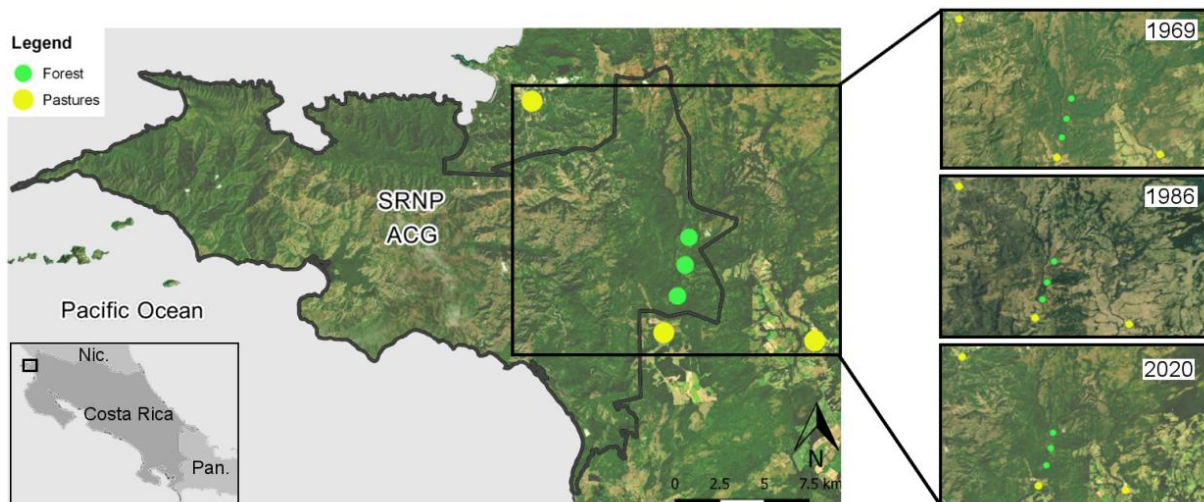 Legend
Forest
Pastures
SRNP
ACG
Pacific Ocean
Nic.
Costa Rica
Pan.
N
0 2.5 5 7.5 km
1969
1986
2020